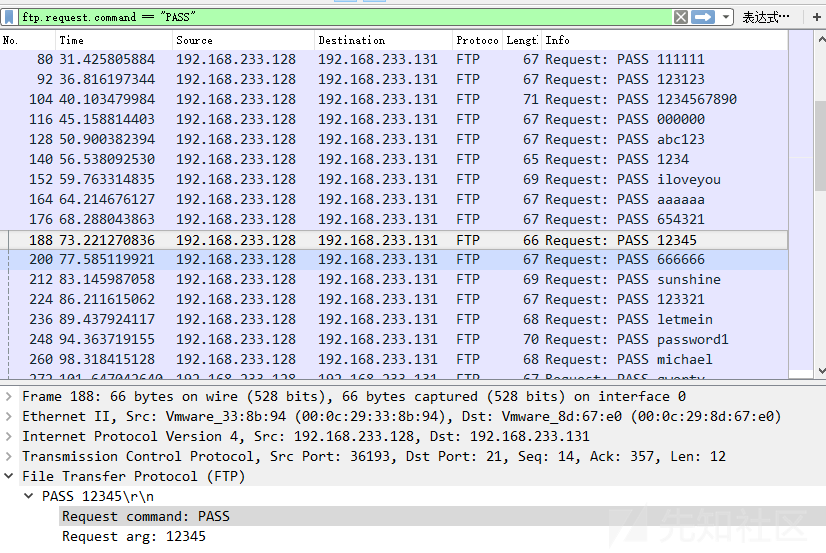 ftp.request.command == "PASS"
表达式…
+
No. Time Source Destination Protoco Lengtl Info
80 31.425805884 192.168.233.128 192.168.233.131 FTP 67 Request: PASS 111111
92 36.816197344 192.168.233.128 192.168.233.131 FTP 67 Request: PASS 123123
104 40.103479984 192.168.233.128 192.168.233.131 FTP 71 Request: PASS 1234567890
116 45.158814403 192.168.233.128 192.168.233.131 FTP 67 Request: PASS 000000
128 50.900382394 192.168.233.128 192.168.233.131 FTP 67 Request: PASS abc123
140 56.538092530 192.168.233.128 192.168.233.131 FTP 65 Request: PASS 1234
152 59.763314835 192.168.233.128 192.168.233.131 FTP 69 Request: PASS iloveyou
164 64.214676127 192.168.233.128 192.168.233.131 FTP 67 Request: PASS aaaaaa
176 68.288043863 192.168.233.128 192.168.233.131 FTP 67 Request: PASS 654321
188 73.221270836 192.168.233.128 192.168.233.131 FTP 66 Request: PASS 12345
200 77.585119921 192.168.233.128 192.168.233.131 FTP 67 Request: PASS 666666
212 83.145987058 192.168.233.128 192.168.233.131 FTP 69 Request: PASS sunshine
224 86.211615062 192.168.233.128 192.168.233.131 FTP 67 Request: PASS 123321
236 89.437924117 192.168.233.128 192.168.233.131 FTP 68 Request: PASS letmein
248 94.363719155 192.168.233.128 192.168.233.131 FTP 70 Request: PASS password1
260 98.318415128 192.168.233.128 192.168.233.131 FTP 68 Request: PASS michael
272 101.647042640 192.168.233.128 192.168.233.131 FTP 67 Request: PASS qwerty
Frame 188: 66 bytes on wire (528 bits), 66 bytes captured (528 bits) on interface 0
Ethernet II, Src: Vmware_33:8b:94 (00:0c:29:33:8b:94), Dst: Vmware_8d:67:e0 (00:0c:29:8d:67:e0)
Internet Protocol Version 4, Src: 192.168.233.128, Dst: 192.168.233.131
Transmission Control Protocol, Src Port: 36193, Dst Port: 21, Seq: 14, Ack: 357, Len: 12
File Transfer Protocol (FTP)
PASS 12345\r\n
Request command: PASS
Request arg: 12345
先知社区